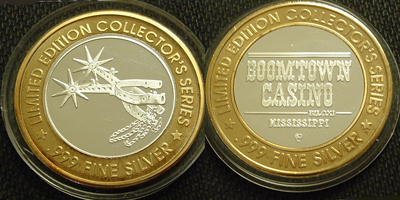 LIMITED EDITION COLLECTOR'S SERIES
.999 FINE SILVER
LIMITED EDITION COLLECTOR'S SERIES
BOOMTOWN
CASINO
BILOXI
MISSISSIPPI
.999 FINE SILVER